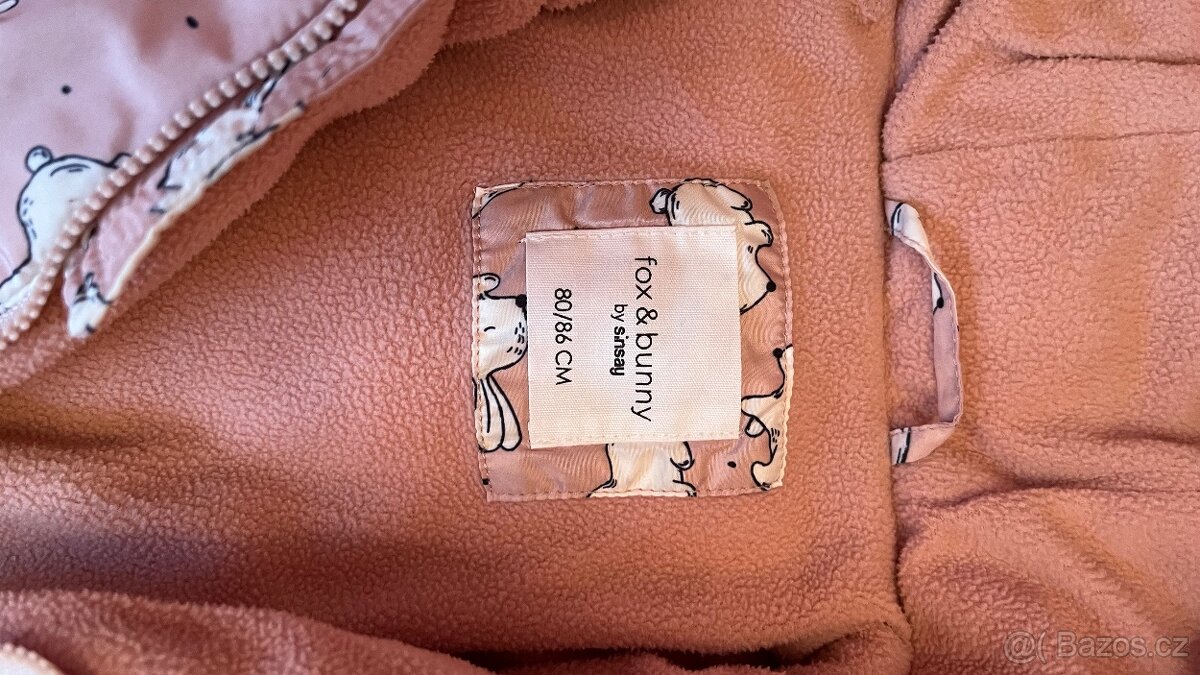 fox & bunny
by sinsay
80/86 CM
@( Bazos.cz